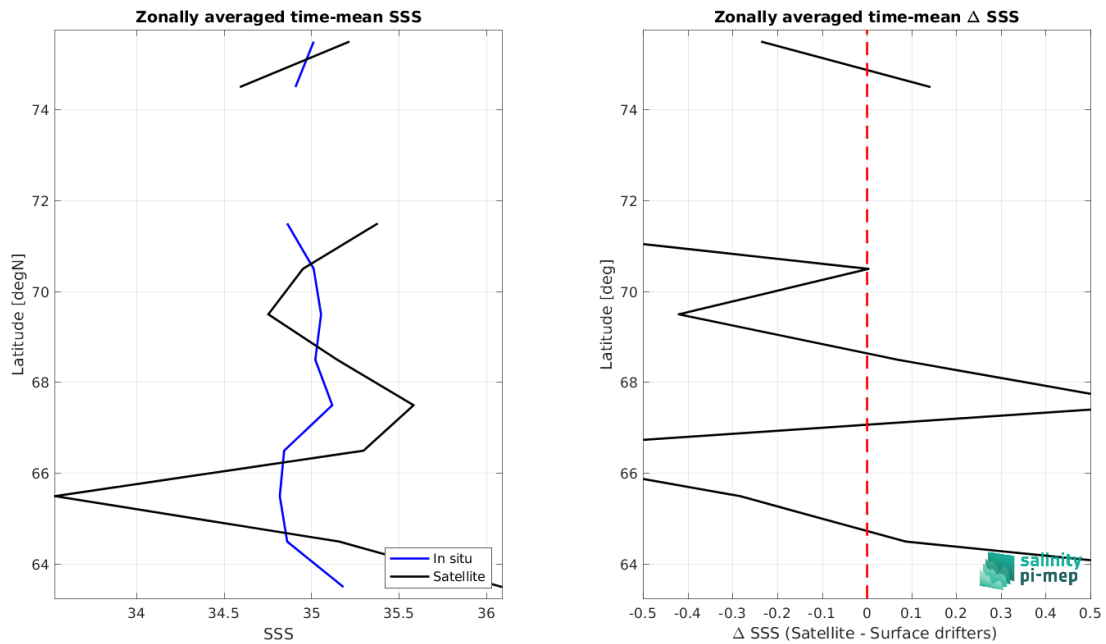 Zonally averaged time-mean SSS
74
72
70
68
66
64
Latitude [degN]
34
34.5
35
35.5
36
SSS
In situ
Satellite
Zonally averaged time-mean Δ SSS
74
72
70
68
66
64
Latitude [deg]
-0.5
-0.4
-0.3
-0.2
-0.1
0
0.1
0.2
0.3
0.4
0.5
Δ SSS (Satellite - Surface drifters)
salinity
pi-mep